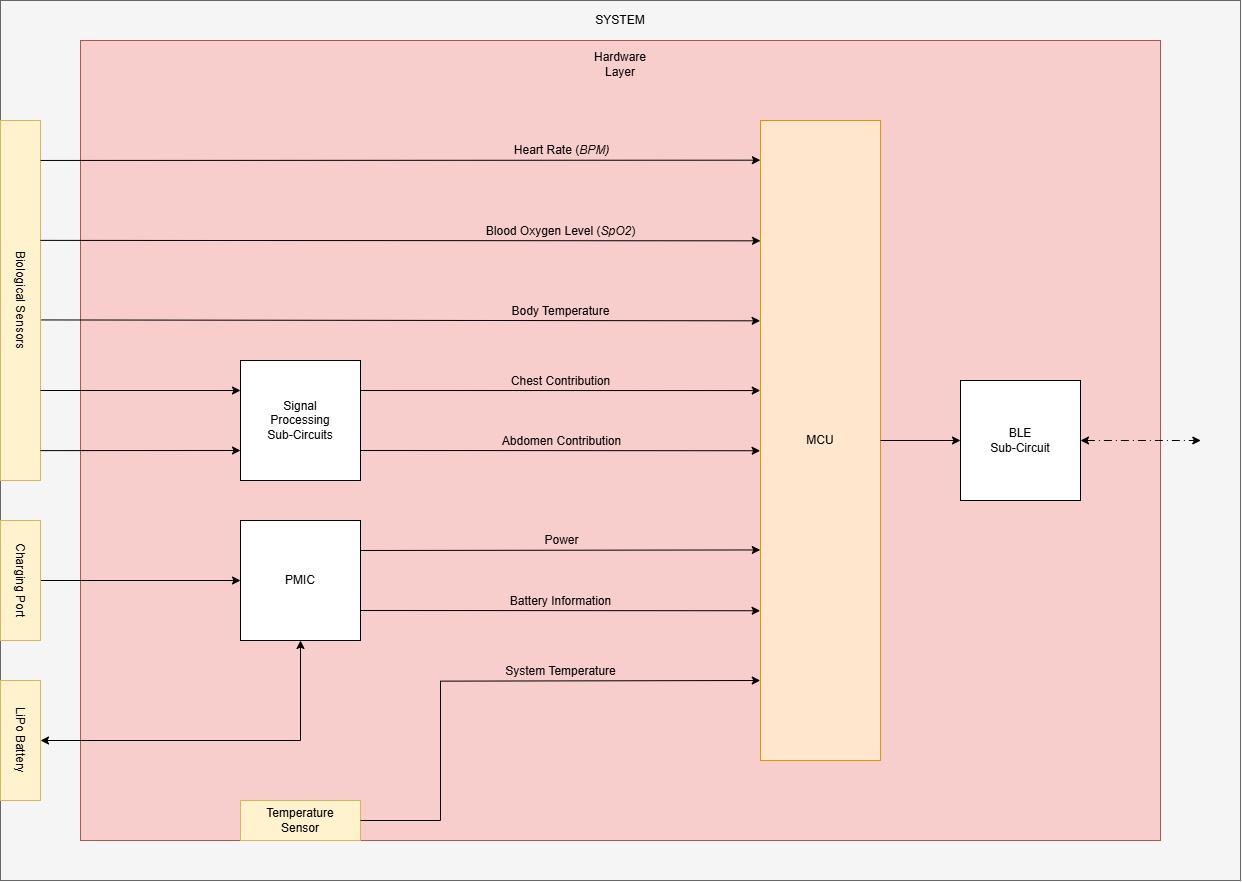 SYSTEM
Hardware
Layer
Heart Rate (BPM)
Blood Oxygen Level (SpO2)
Biological Sensors
Body Temperature
Chest Contribution
Signal
Processing
Sub-Circuits
Abdomen Contribution
MCU
BLE
Sub-Circuit
Charging Port
Power
PMIC
Battery Information
System Temperature
LiPo Battery
Temperature
Sensor